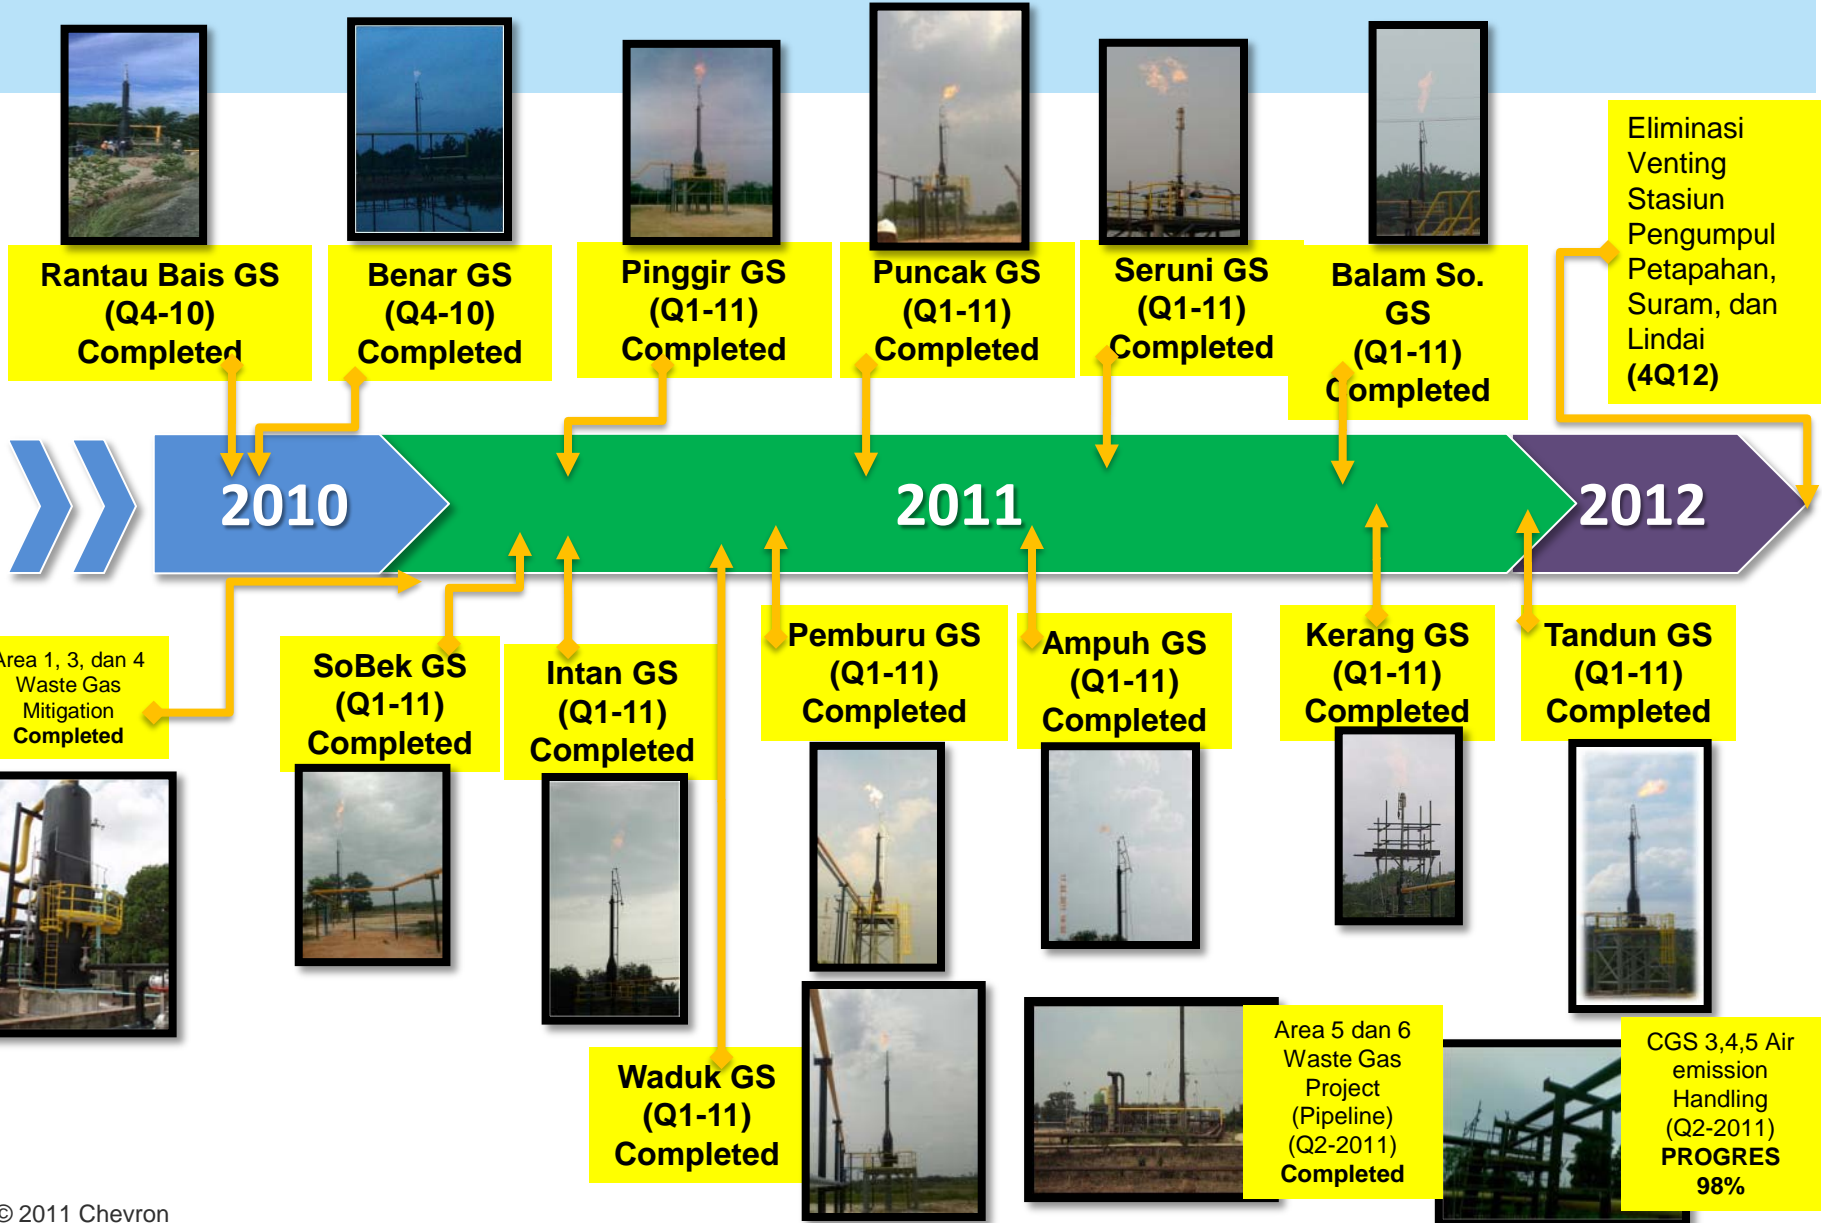 Rantau Bais GS
(Q4-10)
Completed
Benar GS
(Q4-10)
Completed
Pinggir GS
(Q1-11)
Completed
Puncak GS
(Q1-11)
Completed
Seruni GS
(Q1-11)
Completed
Balam So.
GS
(Q1-11)
Completed
Eliminasi
Venting
Stasiun
Pengumpul
Petapahan,
Suram, dan
Lindai
(4Q12)
2010
2011
2012
Area 1, 3, dan 4
Waste Gas
Mitigation
Completed
SoBek GS
(Q1-11)
Completed
Intan GS
(Q1-11)
Completed
Pemburu GS
(Q1-11)
Completed
Ampuh GS
(Q1-11)
Completed
Kerang GS
(Q1-11)
Completed
Tandun GS
(Q1-11)
Completed
Waduk GS
(Q1-11)
Completed
Area 5 dan 6
Waste Gas
Project
(Pipeline)
(Q2-2011)
Completed
CGS 3,4,5 Air
emission
Handling
(Q2-2011)
PROGRES
98%
© 2011 Chevron